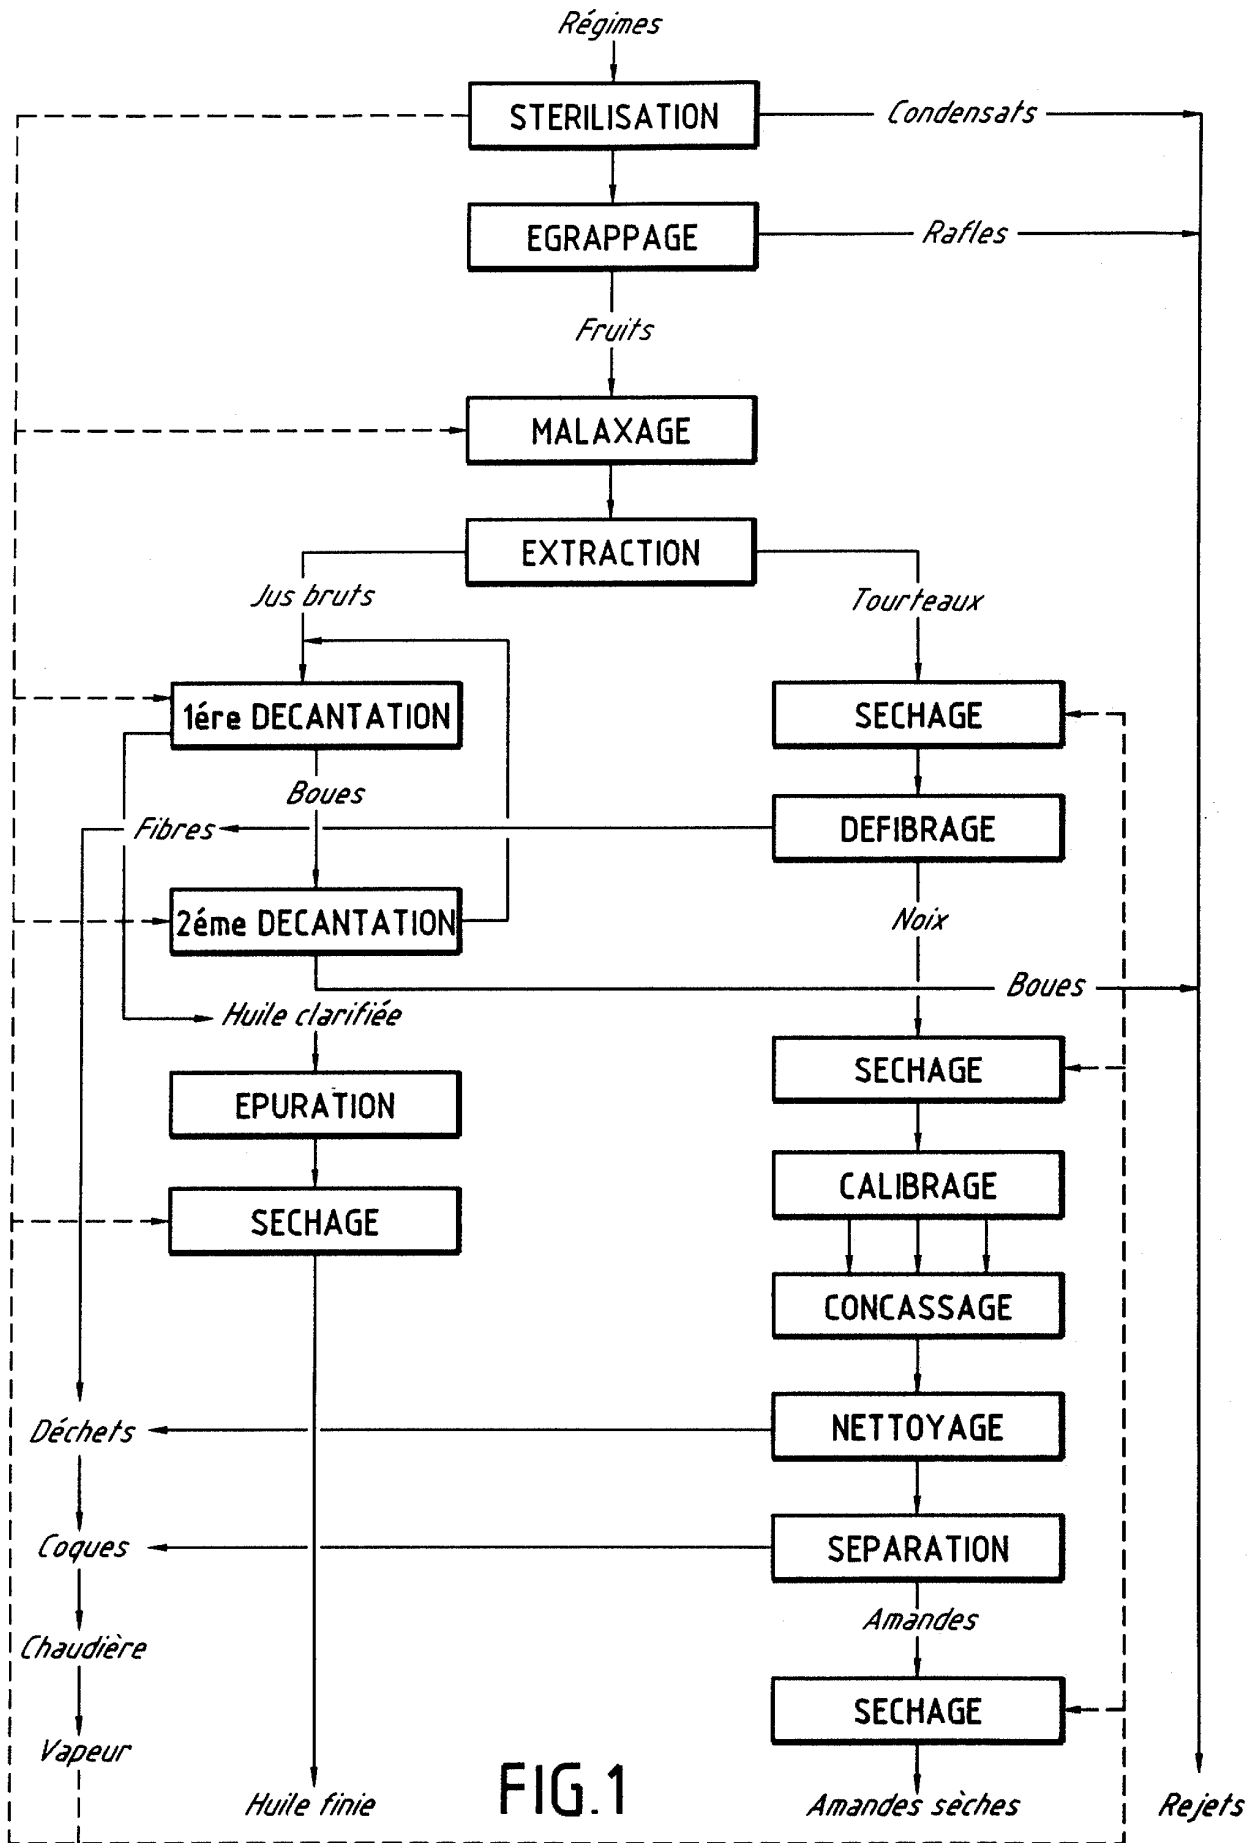 Régimes
STERILISATION
Condensats
EGRAPPAGE
Rafles
Fruits
MALAXAGE
EXTRACTION
Jus bruts
Tourteaux
1ére DECANTATION
SECHAGE
Boues
Fibres
DEFIBRAGE
2éme DECANTATION
Noix
Boues
Huile clarifiée
SECHAGE
EPURATION
CALIBRAGE
SECHAGE
CONCASSAGE
Déchets
NETTOYAGE
Coques
SEPARATION
Amandes
Chaudière
SECHAGE
Vapeur
FIG.1
Huile finie
Amandes sèches
Rejets